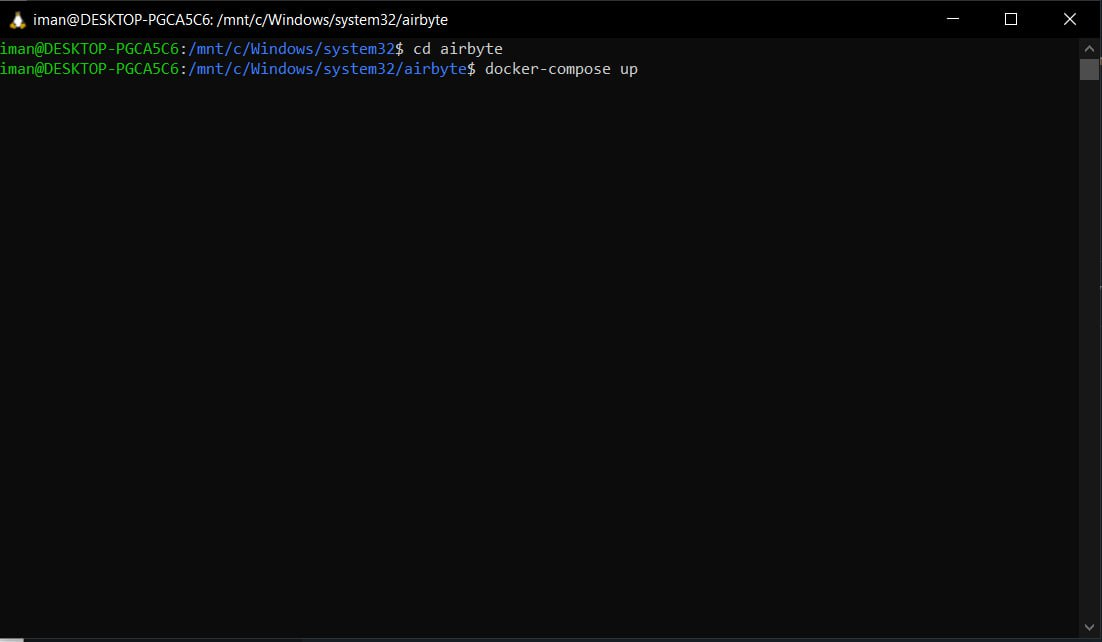 iman@DESKTOP-PGCA5C6: /mnt/c/Windows/system32/airbyte
iman@DESKTOP-PGCA5C6:/mnt/c/Windows/system32$ cd airbyte
iman@DESKTOP-PGCA5C6:/mnt/c/Windows/system32/airbyte$ docker-compose up